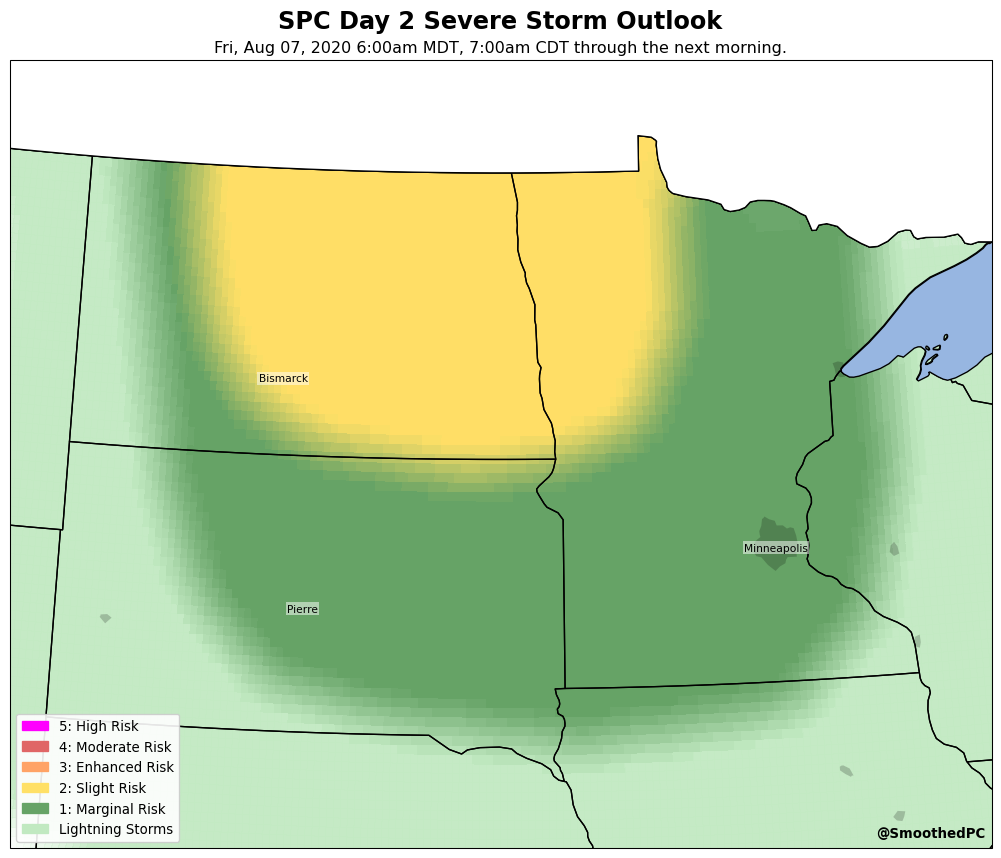 SPC Day 2 Severe Storm Outlook
Fri, Aug 07, 2020 6:00am MDT, 7:00am CDT through the next morning.
Bismarck
Minneapolis
Pierre
5: High Risk
4: Moderate Risk
3: Enhanced Risk
2: Slight Risk
1: Marginal Risk
Lightning Storms
@SmoothedPC